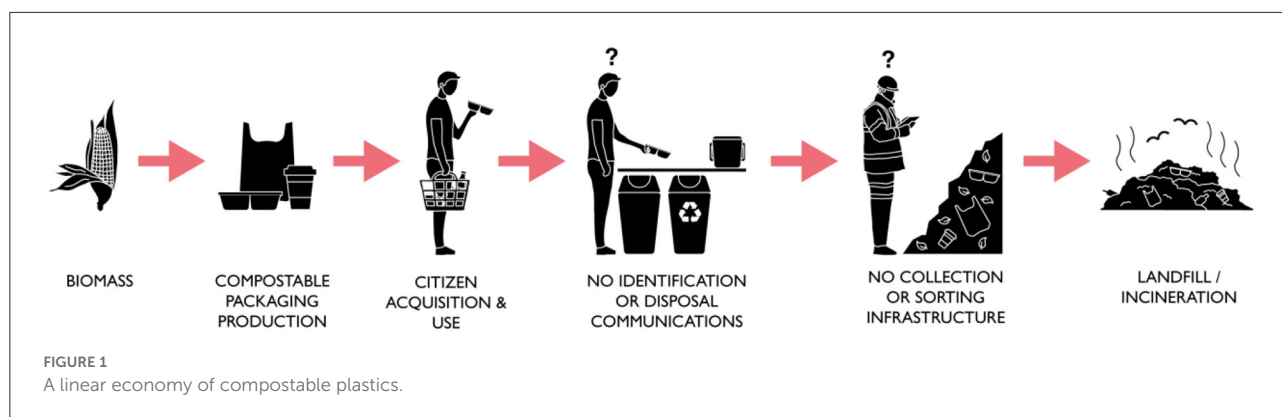 ?
?
BIOMASS
COMPOSTABLE
PACKAGING
PRODUCTION
CITIZEN
ACQUISITION &
USE
NO IDENTIFICATION
OR DISPOSAL
COMMUNICATIONS
NO COLLECTION
OR SORTING
INFRASTRUCTURE
LANDFILL /
INCINERATION
FIGURE 1
A linear economy of compostable plastics.